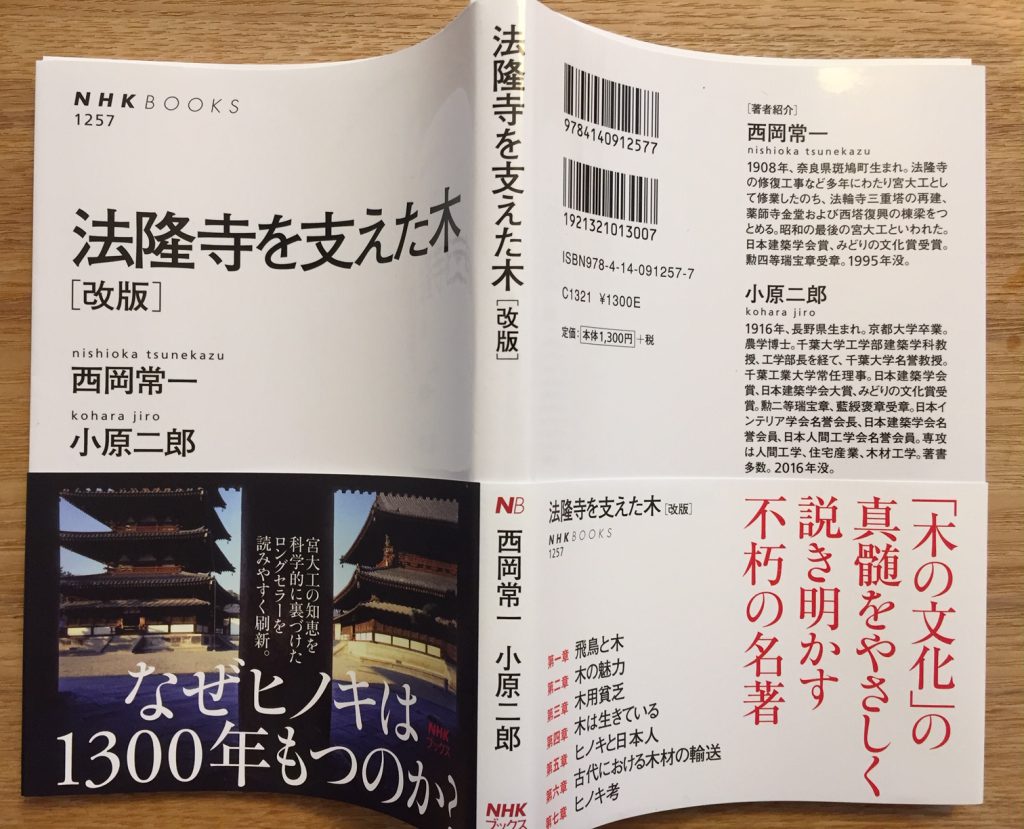 NHK BOOKS
1257
法隆寺を支えた木
[改版]
nishioka tsunekazu
西岡常一
kohara jiro
小原二郎
宮大工の知恵を
科学的に裏づけた
ロングセラーを
読みやすく刷新。
なぜヒノキは
1300年もつのか?
NHK
ブックス
法隆寺を支えた木[改版]
NB
西岡常一 小原二郎
NHK
ブックス
9784140912577
1921321013007
ISBN978-4-14-091257-7
C1321 ¥1300E
定価:本体1,300円+税
[著者紹介]
西岡常一
nishioka tsunekazu
1908年、奈良県斑鳩町生まれ。法隆寺
の修復工事など多年にわたり宮大工とし
て修業したのち、法輪寺三重塔の再建、
薬師寺金堂および西塔復興の棟梁をつ
とめる。昭和の最後の宮大工といわれた。
日本建築学会賞、みどりの文化賞受賞。
勲四等瑞宝章受章。1995年没。
小原二郎
kohara jiro
1916年、長野県生まれ。京都大学卒業。
農学博士。千葉大学工学部建築学科教
授、工学部長を経て、千葉大学名誉教授。
千葉工業大学常任理事。日本建築学会
賞、日本建築学会大賞、みどりの文化賞受
賞。勲二等瑞宝章、藍綬褒章受章。日本イ
ンテリア学会名誉会長、日本建築学会名
誉会員、日本人間工学会名誉会員。専攻
は人間工学、住宅産業、木材工学。著書
多数。2016年没。
法隆寺を支えた木[改版]
NHK BOOKS
1257
第一章 飛鳥と木
第二章 木の魅力
第三章 木用貧乏
第四章 木は生きている
第五章 ヒノキと日本人
第六章 古代における木材の輸送
第七章 ヒノキ考
「木の文化」の
真髄をやさしく
説き明かす
不朽の名著